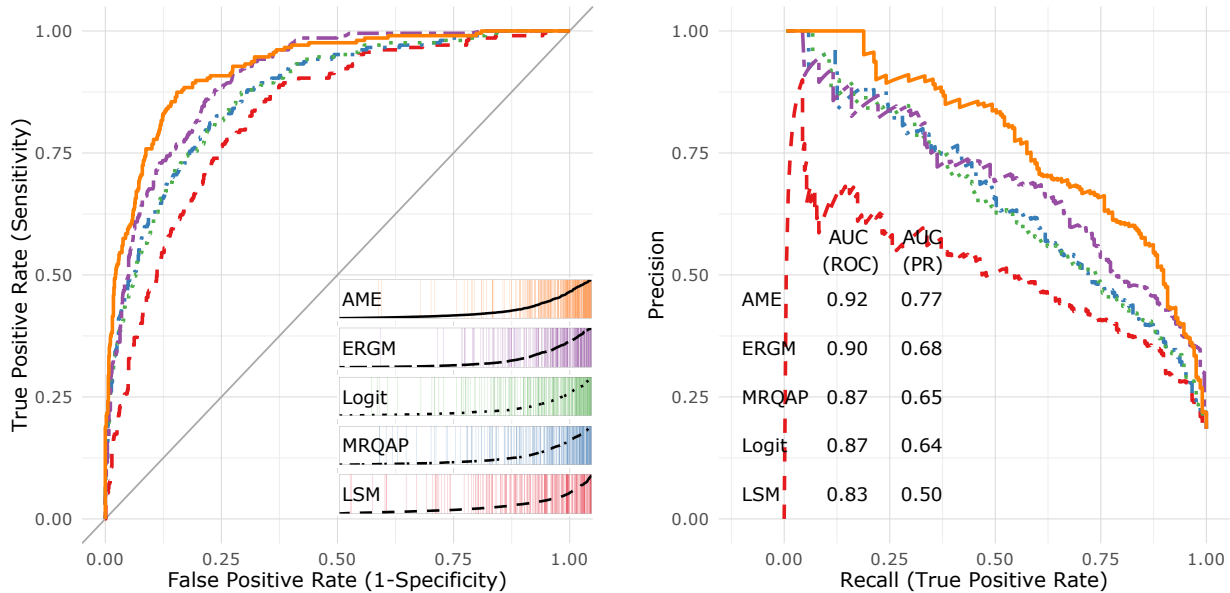 1.00
0.75
0.50
0.25
0.00
True Positive Rate (Sensitivity)
AME
ERGM
Logit
MRQAP
LSM
0.00 0.25 0.50 0.75 1.00
False Positive Rate (1-Specificity)
1.00
0.75
0.50
0.25
0.00
Precision
AUC AUC
(ROC) (PR)
AME 0.92 0.77
ERGM 0.90 0.68
MRQAP 0.87 0.65
Logit 0.87 0.64
LSM 0.83 0.50
0.00 0.25 0.50 0.75 1.00
Recall (True Positive Rate)